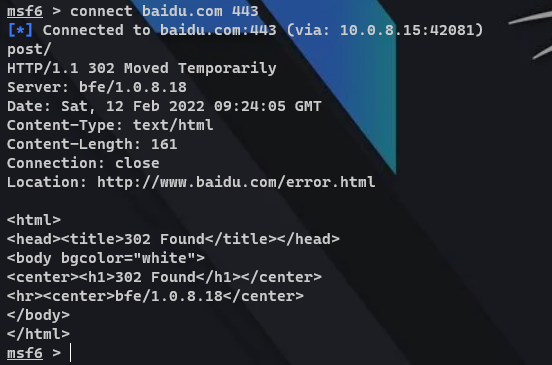 msf6 > connect baidu.com 443
[*] Connected to baidu.com:443 (via: 10.0.8.15:42081)
post/
HTTP/1.1 302 Moved Temporarily
Server: bfe/1.0.8.18
Date: Sat, 12 Feb 2022 09:24:05 GMT
Content-Type: text/html
Content-Length: 161
Connection: close
Location: http://www.baidu.com/error.html

<html>
<head><title>302 Found</title></head>
<body bgcolor="white">
<center><h1>302 Found</h1></center>
<hr><center>bfe/1.0.8.18</center>
</body>
</html>
msf6 >